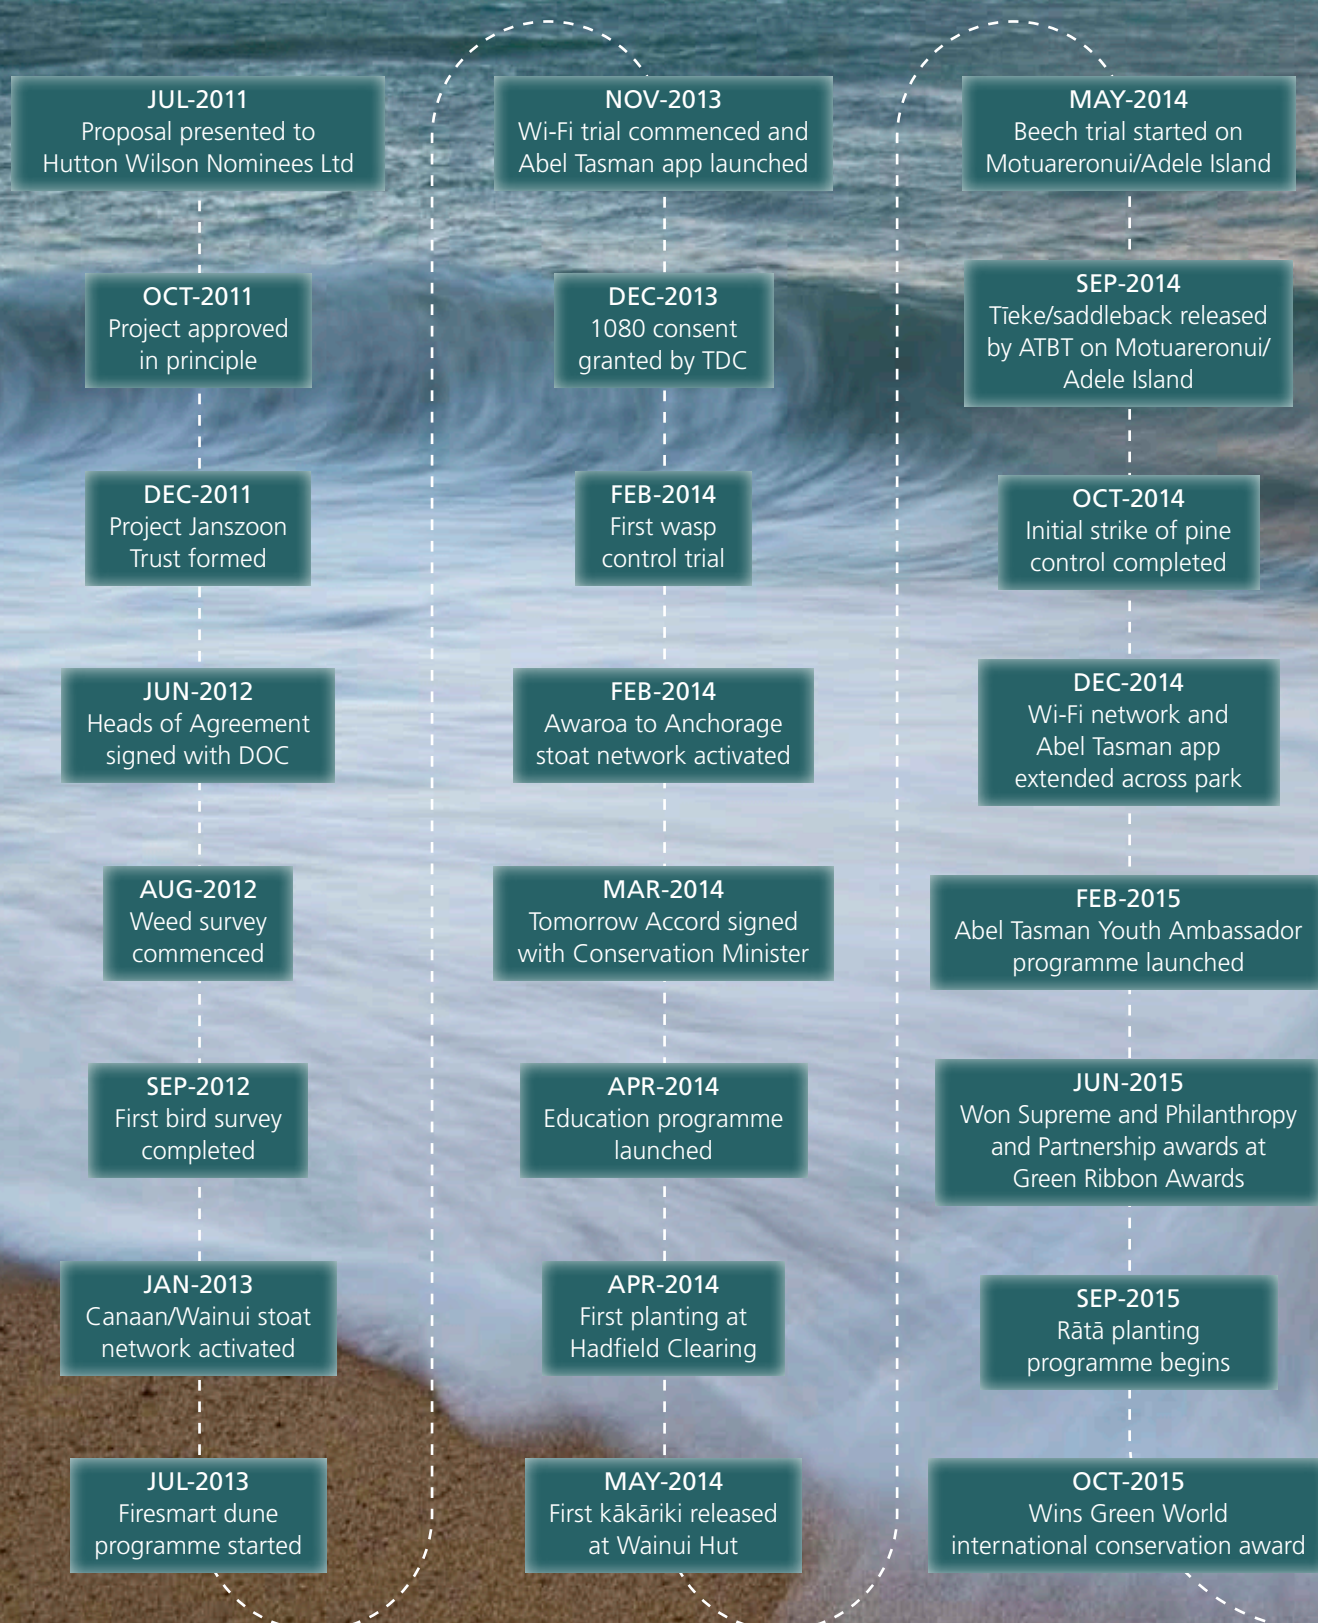 JUL-2011
Proposal presented to
Hutton Wilson Nominees Ltd
OCT-2011
Project approved
in principle
DEC-2011
Project Janszoon
Trust formed
JUN-2012
Heads of Agreement
signed with DOC
AUG-2012
Weed survey
commenced
SEP-2012
First bird survey
completed
JAN-2013
Canaan/Wainui stoat
network activated
JUL-2013
Firesmart dune
programme started
NOV-2013
Wi-Fi trial commenced and
Abel Tasman app launched
DEC-2013
1080 consent
granted by TDC
FEB-2014
First wasp
control trial
FEB-2014
Awaroa to Anchorage
stoat network activated
MAR-2014
Tomorrow Accord signed
with Conservation Minister
APR-2014
Education programme
launched
APR-2014
First planting at
Hadfield Clearing
MAY-2014
First kākāriki released
at Wainui Hut
MAY-2014
Beech trial started on
Motuareronui/Adele Island
SEP-2014
Tīeke/saddleback released
by ATBT on Motuareronui/
Adele Island
OCT-2014
Initial strike of pine
control completed
DEC-2014
Wi-Fi network and
Abel Tasman app
extended across park
FEB-2015
Abel Tasman Youth Ambassador
programme launched
JUN-2015
Won Supreme and Philanthropy
and Partnership awards at
Green Ribbon Awards
SEP-2015
Rātā planting
programme begins
OCT-2015
Wins Green World
international conservation award